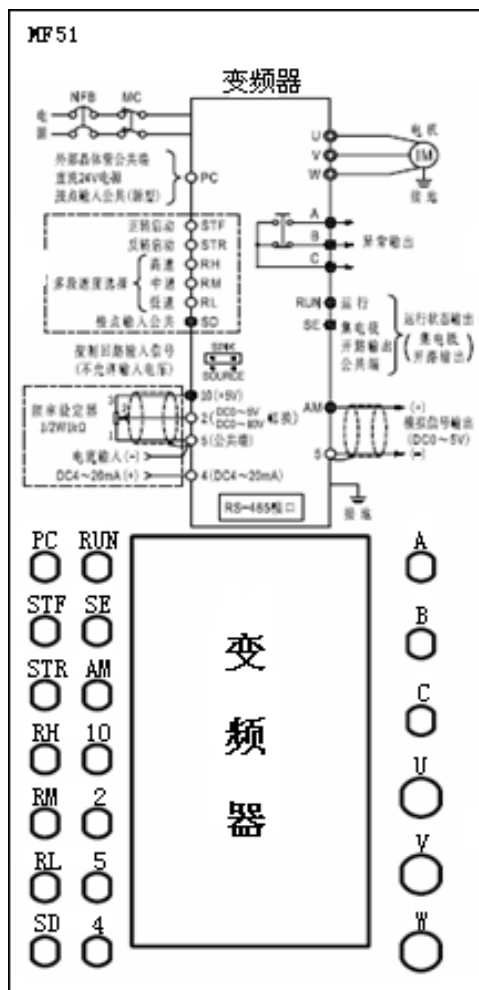 MF51
变频器
NFB MC
电源
U
V
W
电机
IM
接地
外部晶体管公共端
直流24V电源
接点输入公共(源型)
PC
正转启动 STF
反转启动 STR
多段速度选择
高速 RH
中速 RM
低速 RL
接点输入公共 SD
A
B
C
异常输出
RUN 运行
SE 集电极
开路输出
公共端
运行状态输出
(集电极
开路输出)
控制回路输入信号
(不允许输入电压)
SINK
SOURCE
频率设定器
1/2W1kΩ
3
2
1
10(+5V)
2(DC0~5V
DC0~10V 切换)
5(公共端)
电流输入(-)
DC4~20mA(+)
4(DC4~20mA)
AM
5
(+)
模拟信号输出
(DC0~5V)
(-)
RS-485接口
接地
PC RUN
STF SE
STR AM
RH 10
RM 2
RL 5
SD 4
变
频
器
A
B
C
U
V
W